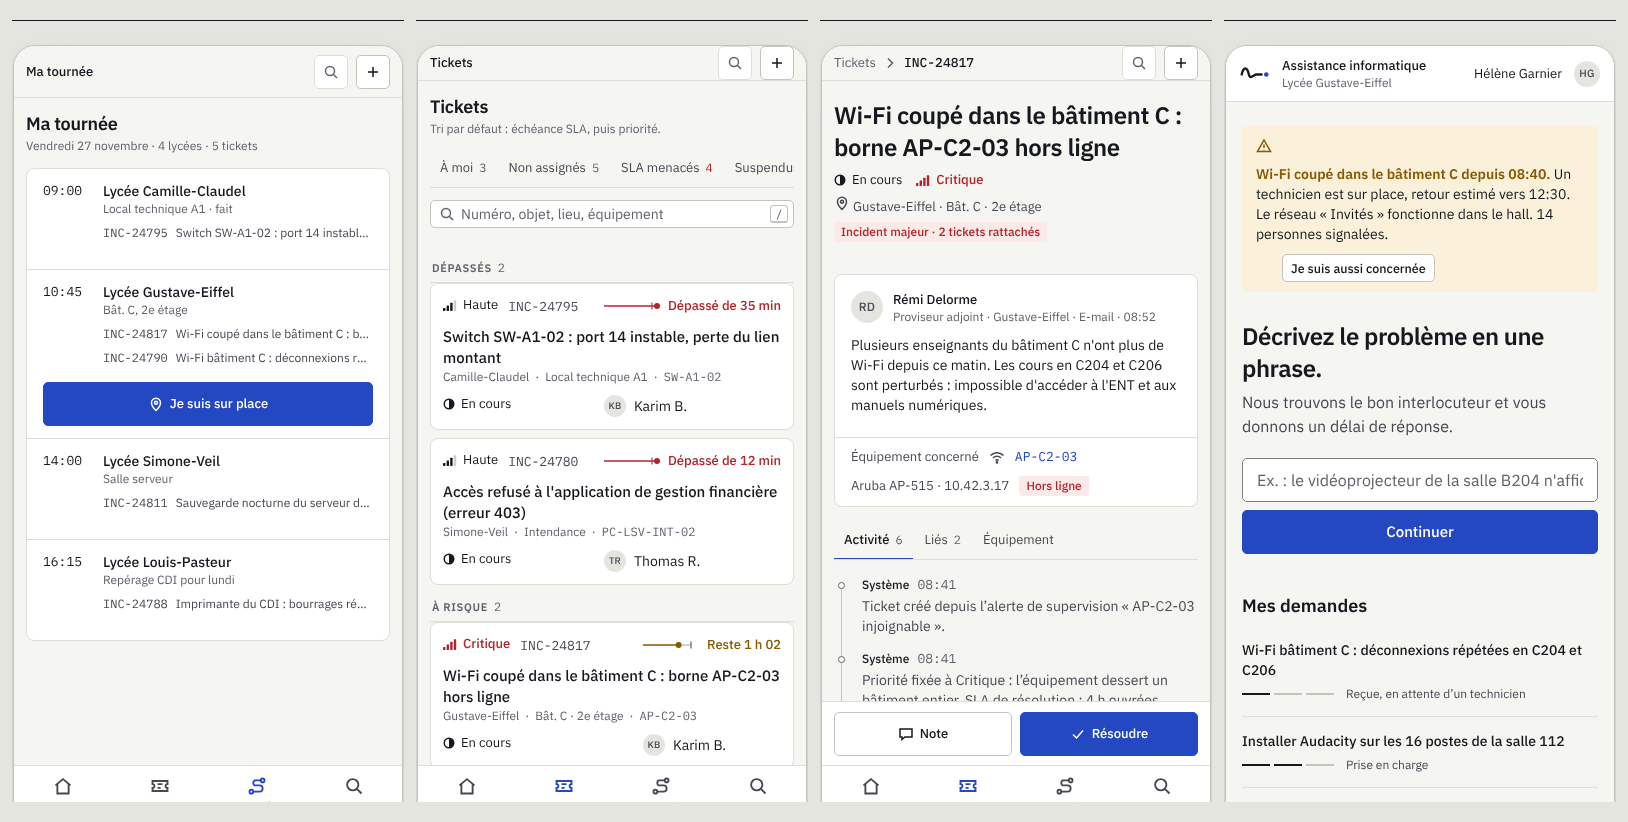 Ma tournée
Ma tournée
Vendredi 27 novembre · 4 lycées · 5 tickets
09:00 Lycée Camille-Claudel
Local technique A1 · fait
INC-24795 Switch SW-A1-02 : port 14 instabl…
10:45 Lycée Gustave-Eiffel
Bât. C, 2e étage
INC-24817 Wi-Fi coupé dans le bâtiment C : b…
INC-24790 Wi-Fi bâtiment C : déconnexions r…
Je suis sur place
14:00 Lycée Simone-Veil
Salle serveur
INC-24811 Sauvegarde nocturne du serveur d…
16:15 Lycée Louis-Pasteur
Repérage CDI pour lundi
INC-24788 Imprimante du CDI : bourrages ré…
Tickets
Tickets
Tri par défaut : échéance SLA, puis priorité.
À moi 3 Non assignés 5 SLA menacés 4 Suspendu
Numéro, objet, lieu, équipement /
DÉPASSÉS 2
Haute INC-24795 Dépassé de 35 min
Switch SW-A1-02 : port 14 instable, perte du lien
montant
Camille-Claudel · Local technique A1 · SW-A1-02
En cours KB Karim B.
Haute INC-24780 Dépassé de 12 min
Accès refusé à l'application de gestion financière
(erreur 403)
Simone-Veil · Intendance · PC-LSV-INT-02
En cours TR Thomas R.
À RISQUE 2
Critique INC-24817 Reste 1 h 02
Wi-Fi coupé dans le bâtiment C : borne AP-C2-03
hors ligne
Gustave-Eiffel · Bât. C · 2e étage · AP-C2-03
En cours KB Karim B.
Tickets > INC-24817
Wi-Fi coupé dans le bâtiment C :
borne AP-C2-03 hors ligne
En cours Critique
Gustave-Eiffel · Bât. C · 2e étage
Incident majeur · 2 tickets rattachés
RD Rémi Delorme
Proviseur adjoint · Gustave-Eiffel · E-mail · 08:52
Plusieurs enseignants du bâtiment C n'ont plus de
Wi-Fi depuis ce matin. Les cours en C204 et C206
sont perturbés : impossible d'accéder à l'ENT et aux
manuels numériques.
Équipement concerné AP-C2-03
Aruba AP-515 · 10.42.3.17 Hors ligne
Activité 6 Liés 2 Équipement
Système 08:41
Ticket créé depuis l’alerte de supervision « AP-C2-03
injoignable ».
Système 08:41
Priorité fixée à Critique : l’équipement dessert un
bâtiment entier. SLA de résolution : 4 h ouvrées.
Note Résoudre
Assistance informatique
Lycée Gustave-Eiffel
Hélène Garnier HG
Wi-Fi coupé dans le bâtiment C depuis 08:40. Un
technicien est sur place, retour estimé vers 12:30.
Le réseau « Invités » fonctionne dans le hall. 14
personnes signalées.
Je suis aussi concernée
Décrivez le problème en une
phrase.
Nous trouvons le bon interlocuteur et vous
donnons un délai de réponse.
Ex. : le vidéoprojecteur de la salle B204 n'affic
Continuer
Mes demandes
Wi-Fi bâtiment C : déconnexions répétées en C204 et
C206
Reçue, en attente d’un technicien
Installer Audacity sur les 16 postes de la salle 112
Prise en charge